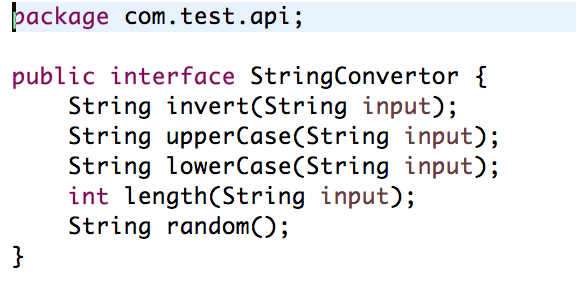 package com.test.api;
public interface StringConvertor {
String invert(String input);
String upperCase(String input);
String lowerCase(String input);
int length(String input);
String random();
}